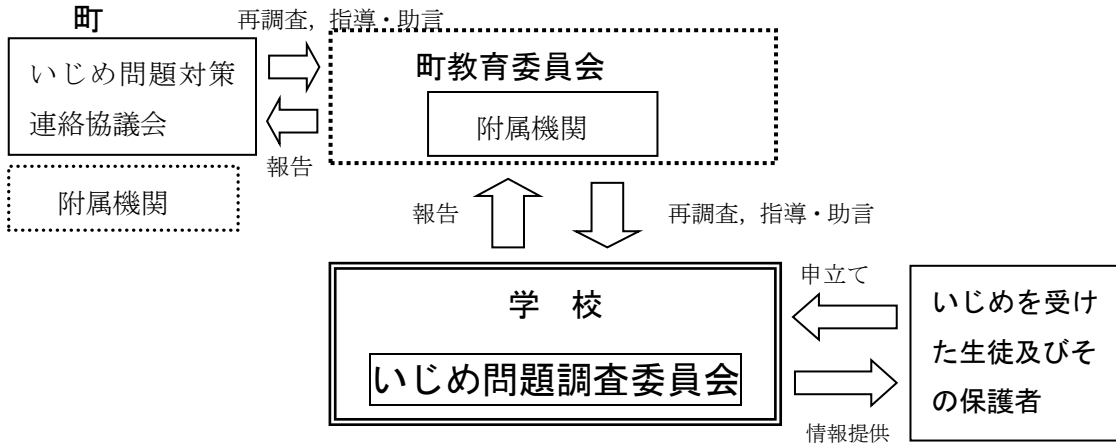 町
再調査，指導・助言
いじめ問題対策
連絡協議会
報告
附属機関
町教育委員会
附属機関
報告
再調査，指導・助言
学　校
いじめ問題調査委員会
申立て
情報提供
いじめを受け
た生徒及びそ
の保護者